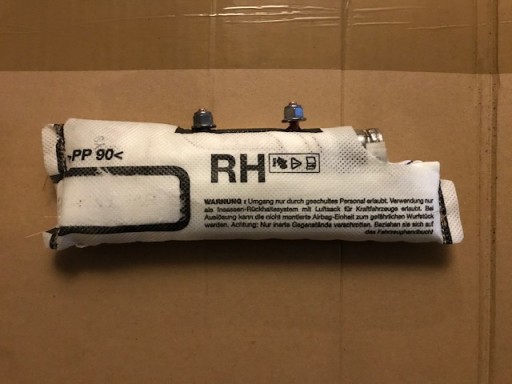 >PP 90<
RH
WARNUNG : Umgang nur durch geschultes Personal erlaubt. Verwendung nur
als Insassen-Rückhaltesystem mit Luftsack für Kraftfahrzeuge erlaubt. Bei
Auslösung kann die nicht montierte Airbag-Einheit zum gefährlichen Wurfstück
werden. Achtung: Nur inerte Gegenstände verschrotten. Beziehen sie sich auf
das Fahrzeughandbuch!